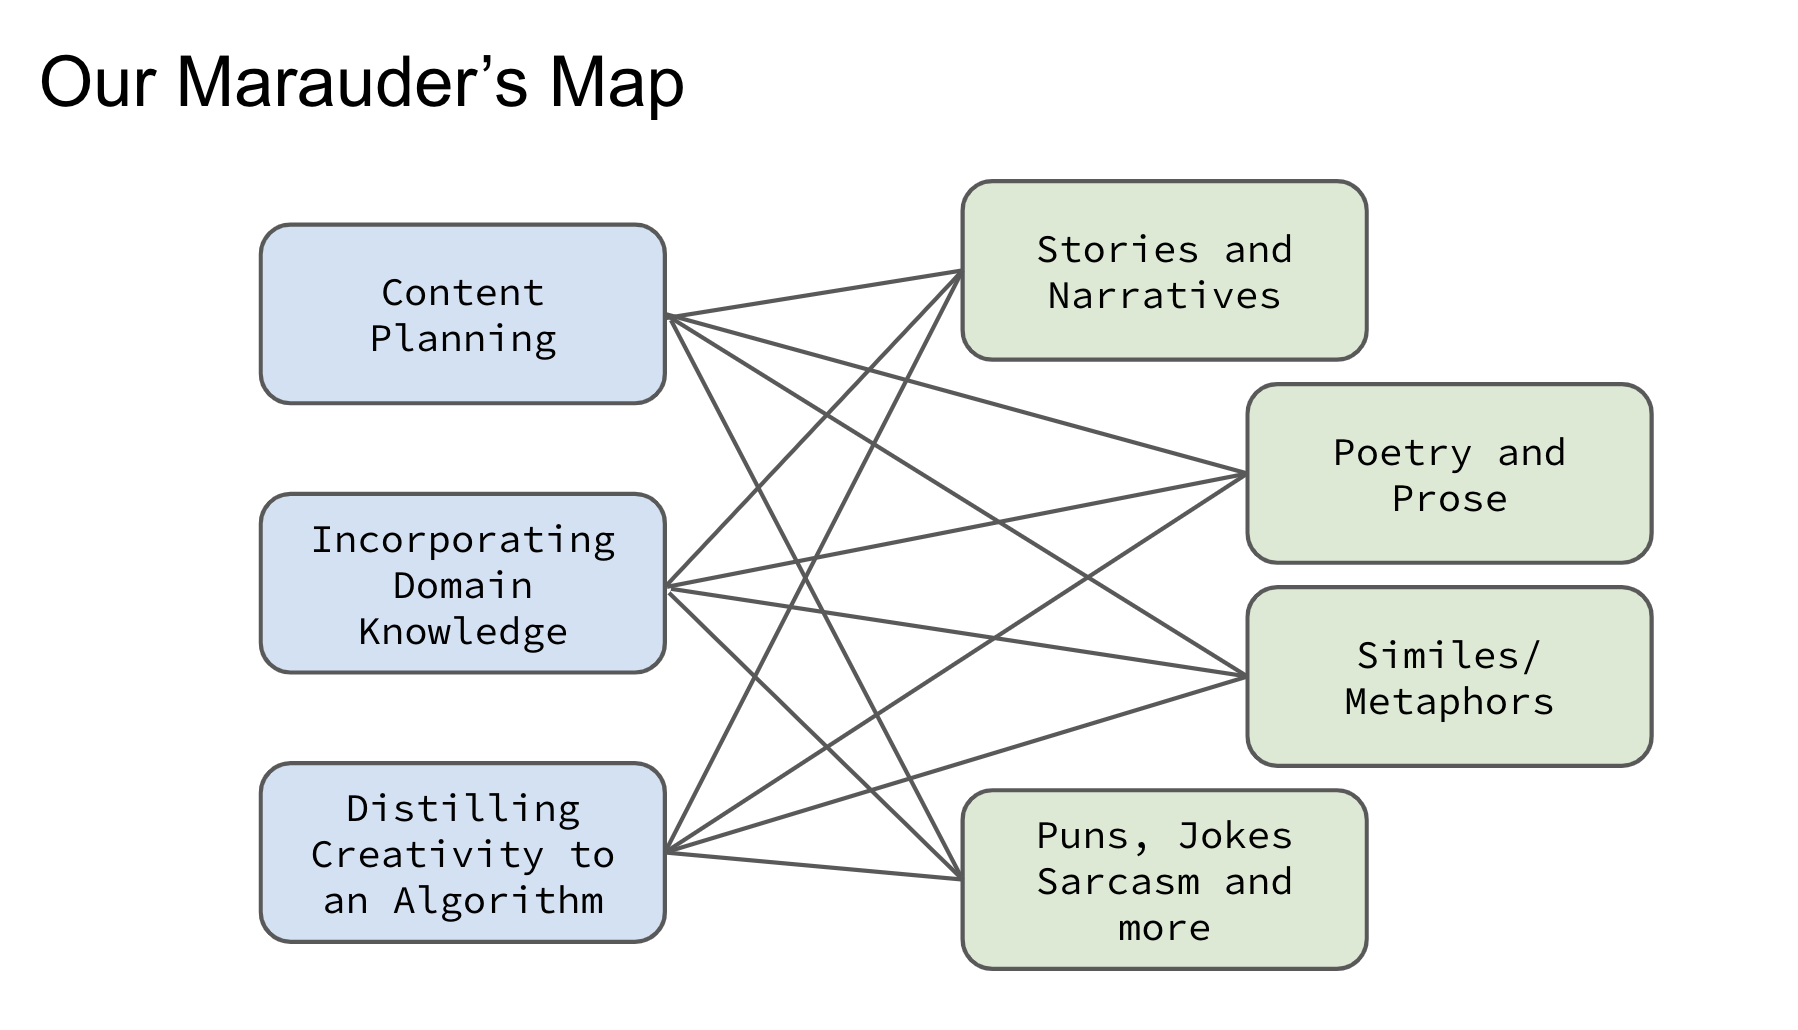 Our Marauder’s Map
Content
Planning
Incorporating
Domain
Knowledge
Distilling
Creativity to
an Algorithm
Stories and
Narratives
Poetry and
Prose
Similes/
Metaphors
Puns, Jokes
Sarcasm and
more